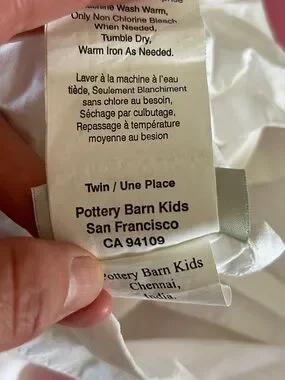 Machine Wash Warm,
Only Non Chlorine Bleach
When Needed,
Tumble Dry,
Warm Iron As Needed.
Laver à la machine à l'eau
tiède, Seulement Blanchiment
sans chlore au besoin,
Séchage par culbutage,
Repassage à température
moyenne au besion
Twin / Une Place
Pottery Barn Kids
San Francisco
CA 94109
Pottery Barn Kids
Chennai,
India.